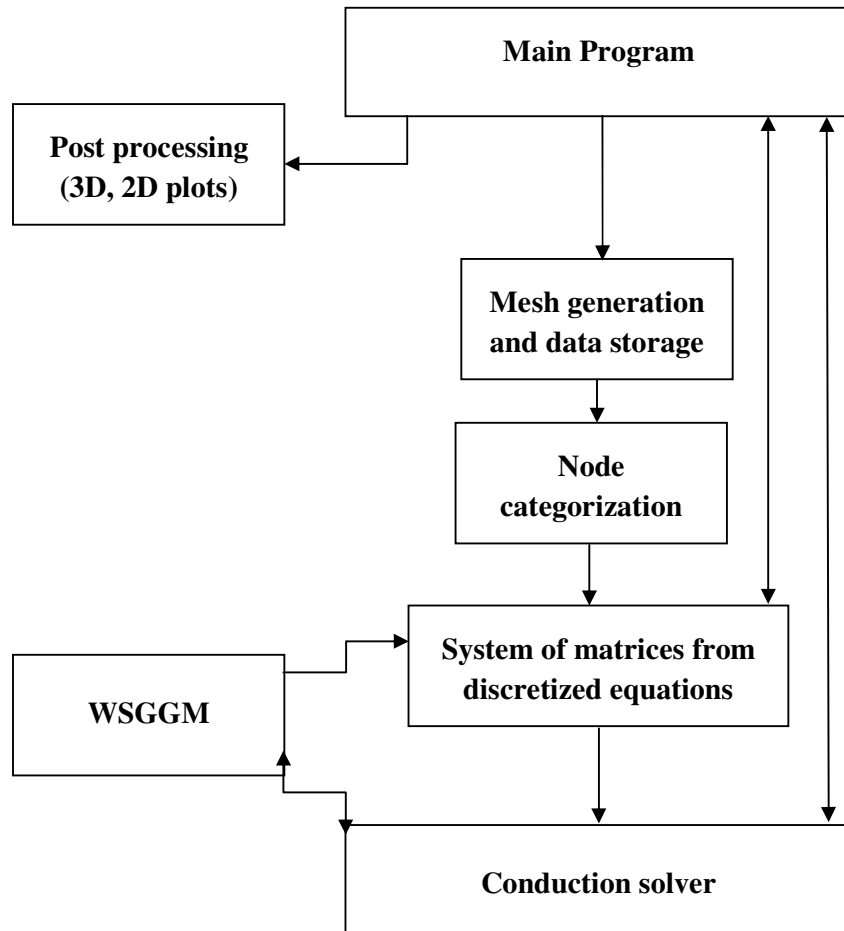 Main Program
Post processing
(3D, 2D plots)
Mesh generation
and data storage
Node
categorization
System of matrices from
discretized equations
WSGGM
Conduction solver